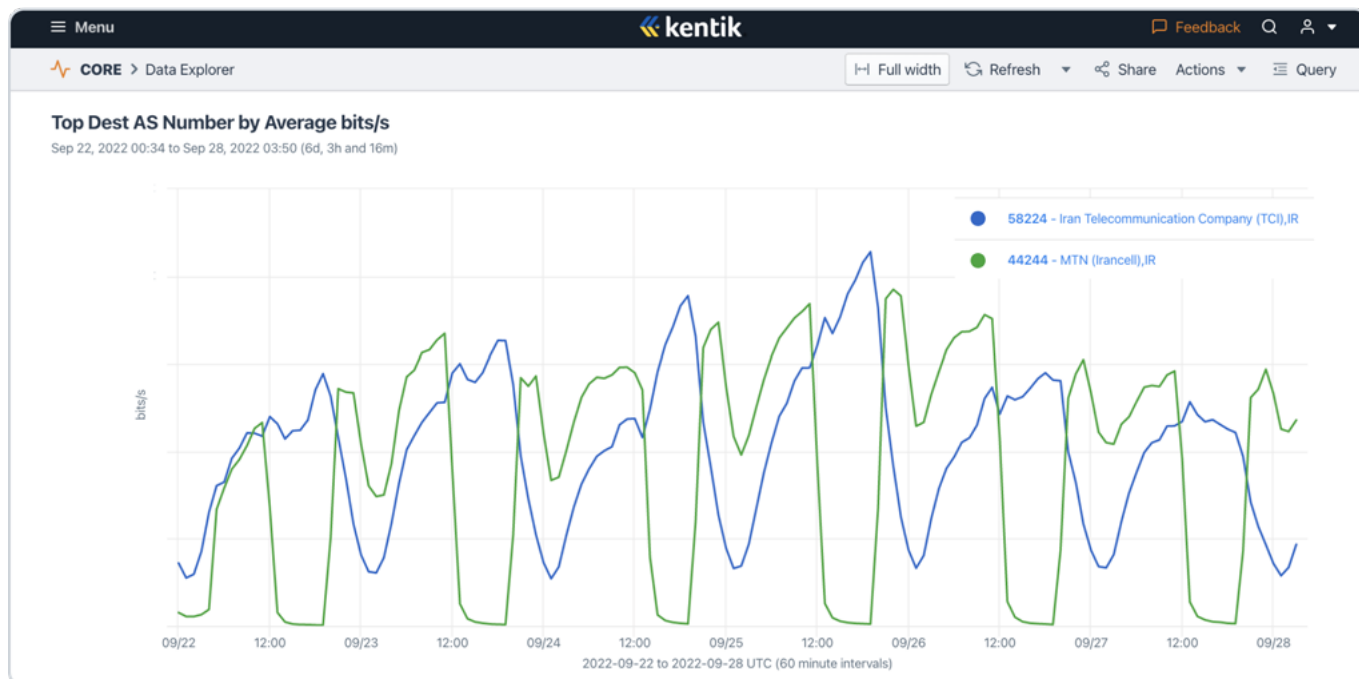 Menu
kentik
Feedback
CORE > Data Explorer
Full width
Refresh
Share
Actions
Query
Top Dest AS Number by Average bits/s
Sep 22, 2022 00:34 to Sep 28, 2022 03:50 (6d, 3h and 16m)
58224 - Iran Telecommunication Company (TCI),IR
44244 - MTN (Irancell),IR
bits/s
09/22 12:00 09/23 12:00 09/24 12:00 09/25 12:00 09/26 12:00 09/27 12:00 09/28
2022-09-22 to 2022-09-28 UTC (60 minute intervals)